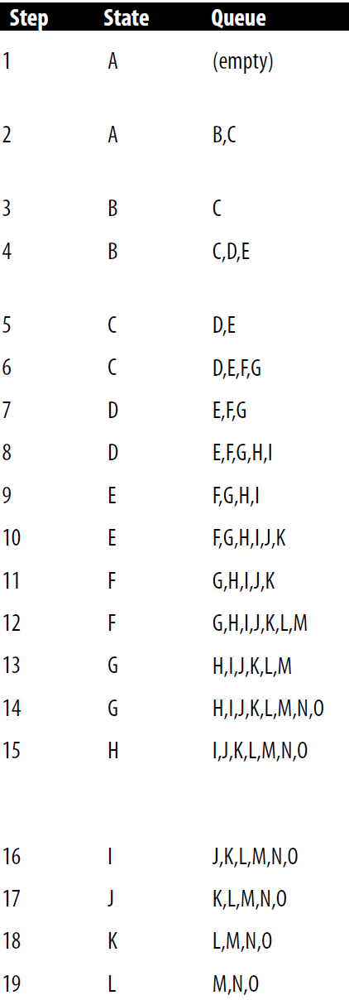 Step State Queue
1 A (empty)
2 A B,C
3 B C
4 B C,D,E
5 C D,E
6 C D,E,F,G
7 D E,F,G
8 D E,F,G,H,I
9 E F,G,H,I
10 E F,G,H,I,J,K
11 F G,H,I,J,K
12 F G,H,I,J,K,L,M
13 G H,I,J,K,L,M
14 G H,I,J,K,L,M,N,O
15 H I,J,K,L,M,N,O
16 I J,K,L,M,N,O
17 J K,L,M,N,O
18 K L,M,N,O
19 L M,N,O